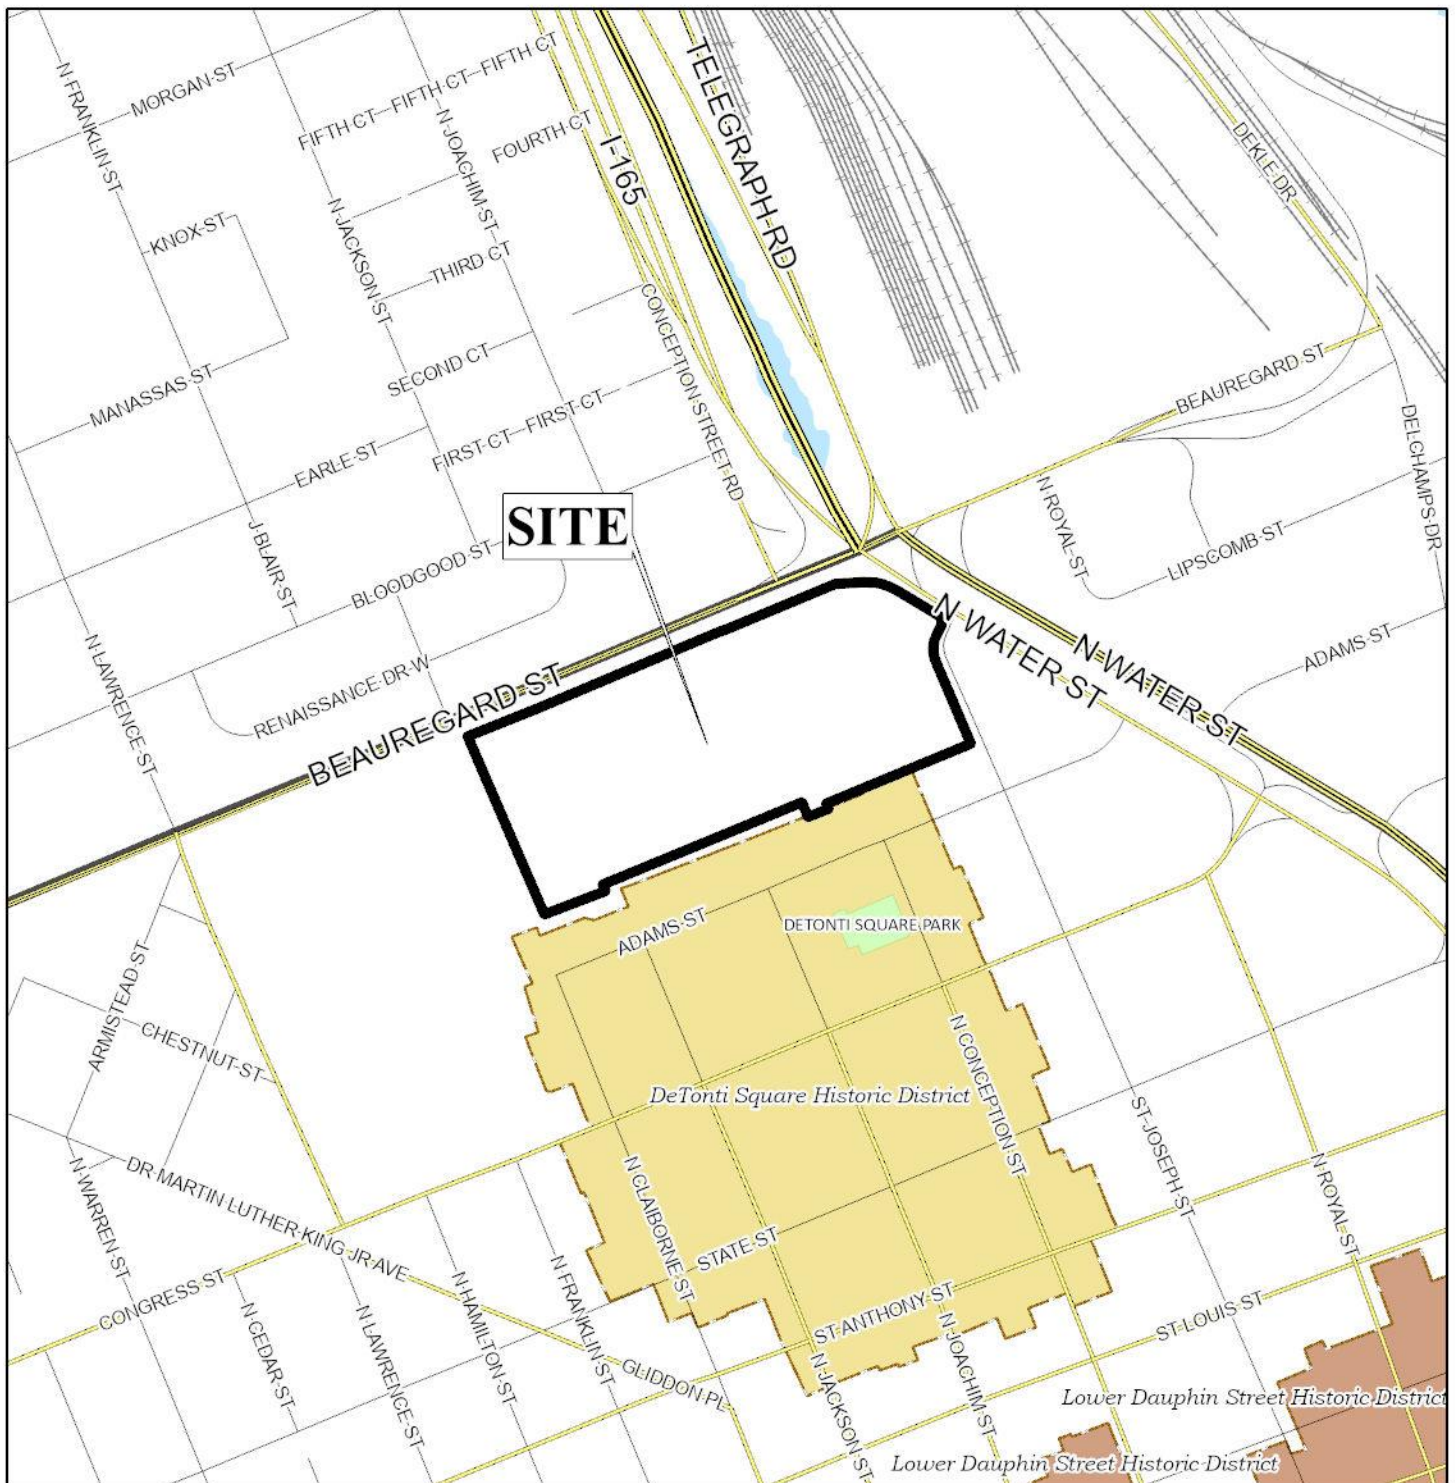 MORGAN ST
FIFTH CT
FIFTH CT
FIFTH CT
N FRANKLIN ST
N JOACHIM ST
FOURTH CT
I-165
TELEGRAPH RD
DEKLE DR
KNOX ST
N JACKSON ST
THIRD CT
CONCEPTION STREET RD
MANASSAS ST
SECOND CT
BEAUREGARD ST
DELCHAMPS DR
EARLE ST
FIRST CT
FIRST CT
N ROYAL ST
SITE
J BLAIR ST
BLOODGOOD ST
LIPSCOMB ST
N LAWRENCE ST
RENAISSANCE DR W
N WATER ST
N WATER ST
ADAMS ST
BEAUREGARD ST
ADAMS ST
DETONTI SQUARE PARK
ARMISTEAD ST
CHESTNUT ST
N CONCEPTION ST
DeTonti Square Historic District
ST JOSEPH ST
N WARREN ST
DR MARTIN LUTHER KING JR AVE
N CLAIBORNE ST
N ROYAL ST
STATE ST
CONGRESS ST
N CEDAR ST
N LAWRENCE ST
N HAMILTON ST
N FRANKLIN ST
ST ANTHONY ST
ST LOUIS ST
GLIDDON PL
N JACKSON ST
N JOACHIM ST
Lower Dauphin Street Historic District
Lower Dauphin Street Historic District